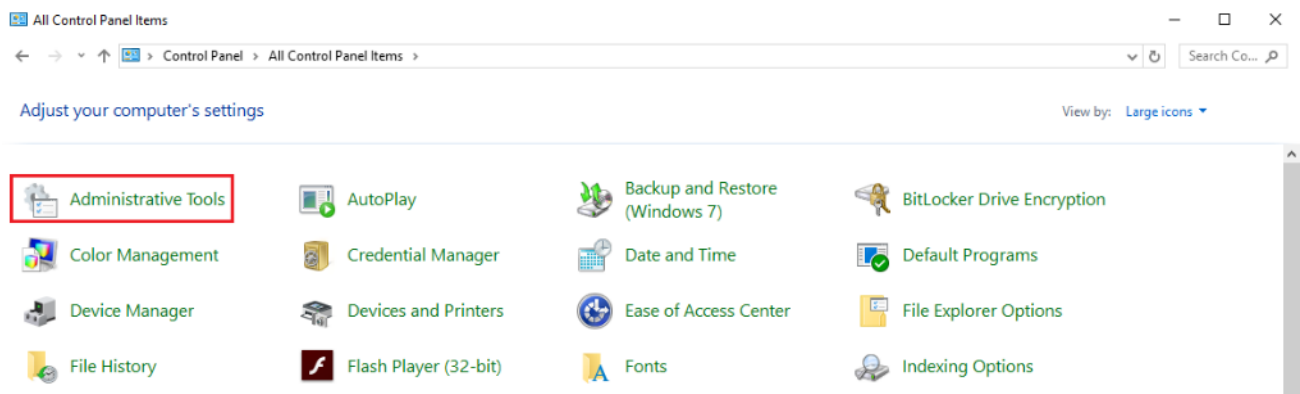 All Control Panel Items
Control Panel > All Control Panel Items >
Search Co...
Adjust your computer's settings
View by: Large icons
Administrative Tools
AutoPlay
Backup and Restore
(Windows 7)
BitLocker Drive Encryption
Color Management
Credential Manager
Date and Time
Default Programs
Device Manager
Devices and Printers
Ease of Access Center
File Explorer Options
File History
Flash Player (32-bit)
Fonts
Indexing Options